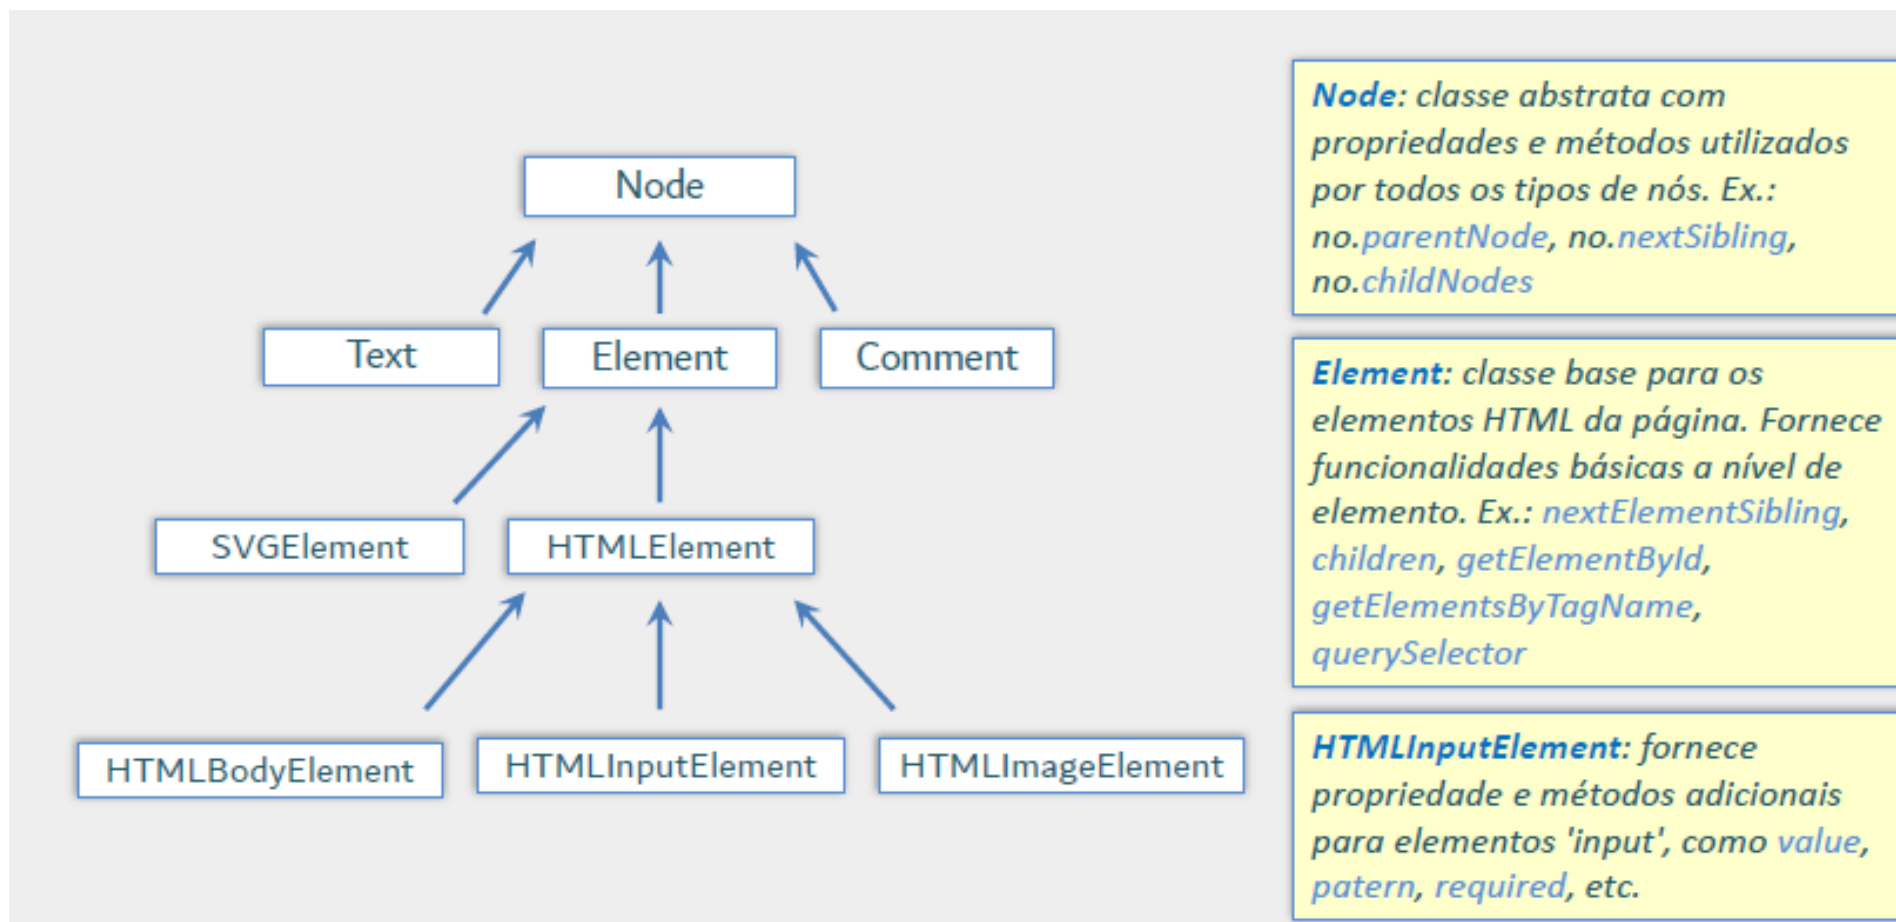 Node
Text
Element
Comment
SVGElement
HTMLElement
HTMLBodyElement
HTMLInputElement
HTMLImageElement
Node: classe abstrata com
propriedades e métodos utilizados
por todos os tipos de nós. Ex.:
no.parentNode, no.nextSibling,
no.childNodes
Element: classe base para os
elementos HTML da página. Fornece
funcionalidades básicas a nível de
elemento. Ex.: nextElementSibling,
children, getElementById,
getElementsByTagName,
querySelector
HTMLInputElement: fornece
propriedade e métodos adicionais
para elementos 'input', como value,
patern, required, etc.